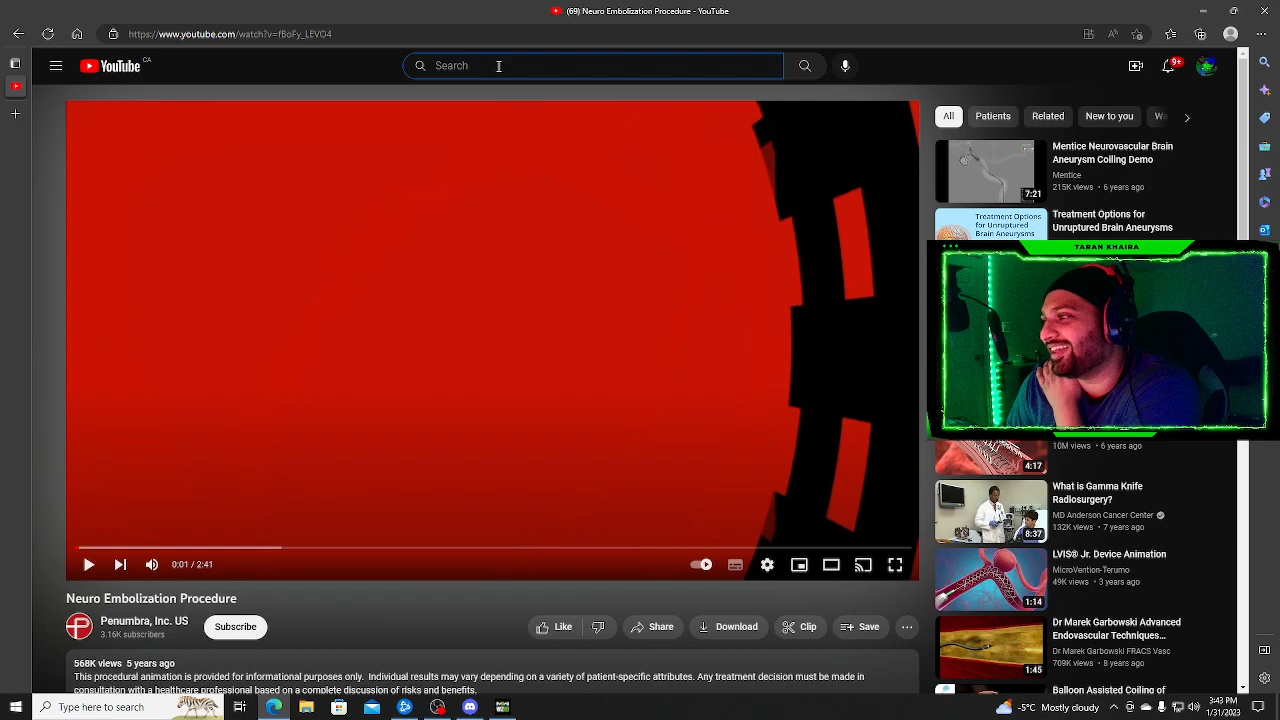 (69) Neuro Embolization Procedure - YouTube
https://www.youtube.com/watch?v=fBoFy_LEVO4
YouTube CA
Search
9+
All Patients Related New to you Wa
Mentice Neurovascular Brain
Aneurysm Coiling Demo
Mentice
215K views • 6 years ago
7:21
Treatment Options
for Unruptured
Brain Aneurysms
Treatment Options for
Unruptured Brain Aneurysms
TARAN KHAIRA
10M views • 6 years ago
4:17
What is Gamma Knife
Radiosurgery?
MD Anderson Cancer Center
132K views • 7 years ago
8:37
LVIS® Jr. Device Animation
MicroVention-Terumo
49K views • 3 years ago
1:14
Dr Marek Garbowski Advanced
Endovascular Techniques...
Dr Marek Garbowski FRACS Vasc
709K views • 8 years ago
1:45
Balloon Assisted Coiling of
0:01 / 2:41
Neuro Embolization Procedure
Penumbra, Inc. US
3.16K subscribers
Subscribe
Like Share Download Clip Save
568K views 5 years ago
This procedural animation is provided for informational purposes only. Individual results may vary depending on a variety of patient-specific attributes. Any treatment decision must be made in
consultation with a healthcare professional based on a complete discussion of risks and benefits.
Type here to search
-5°C Mostly cloudy
3:43 PM
1/31/2023